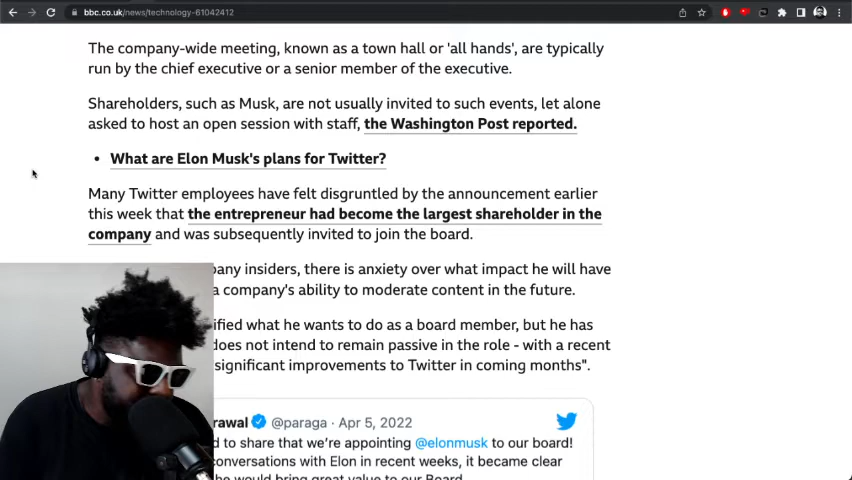 bbc.co.uk/news/technology-61042412
The company-wide meeting, known as a town hall or 'all hands', are typically
run by the chief executive or a senior member of the executive.
Shareholders, such as Musk, are not usually invited to such events, let alone
asked to host an open session with staff, the Washington Post reported.
• What are Elon Musk's plans for Twitter?
Many Twitter employees have felt disgruntled by the announcement earlier
this week that the entrepreneur had become the largest shareholder in the
company and was subsequently invited to join the board.
pany insiders, there is anxiety over what impact he will have
a company's ability to moderate content in the future.
ified what he wants to do as a board member, but he has
does not intend to remain passive in the role - with a recent
significant improvements to Twitter in coming months".
rawal @paraga · Apr 5, 2022
d to share that we're appointing @elonmusk to our board!
conversations with Elon in recent weeks, it became clear
he would bring great value to our Board